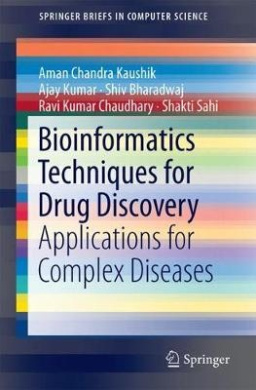 SPRINGER BRIEFS IN COMPUTER SCIENCE
Aman Chandra Kaushik
Ajay Kumar · Shiv Bharadwaj
Ravi Kumar Chaudhary · Shakti Sahi
Bioinformatics
Techniques for
Drug Discovery
Applications for
Complex Diseases
Springer